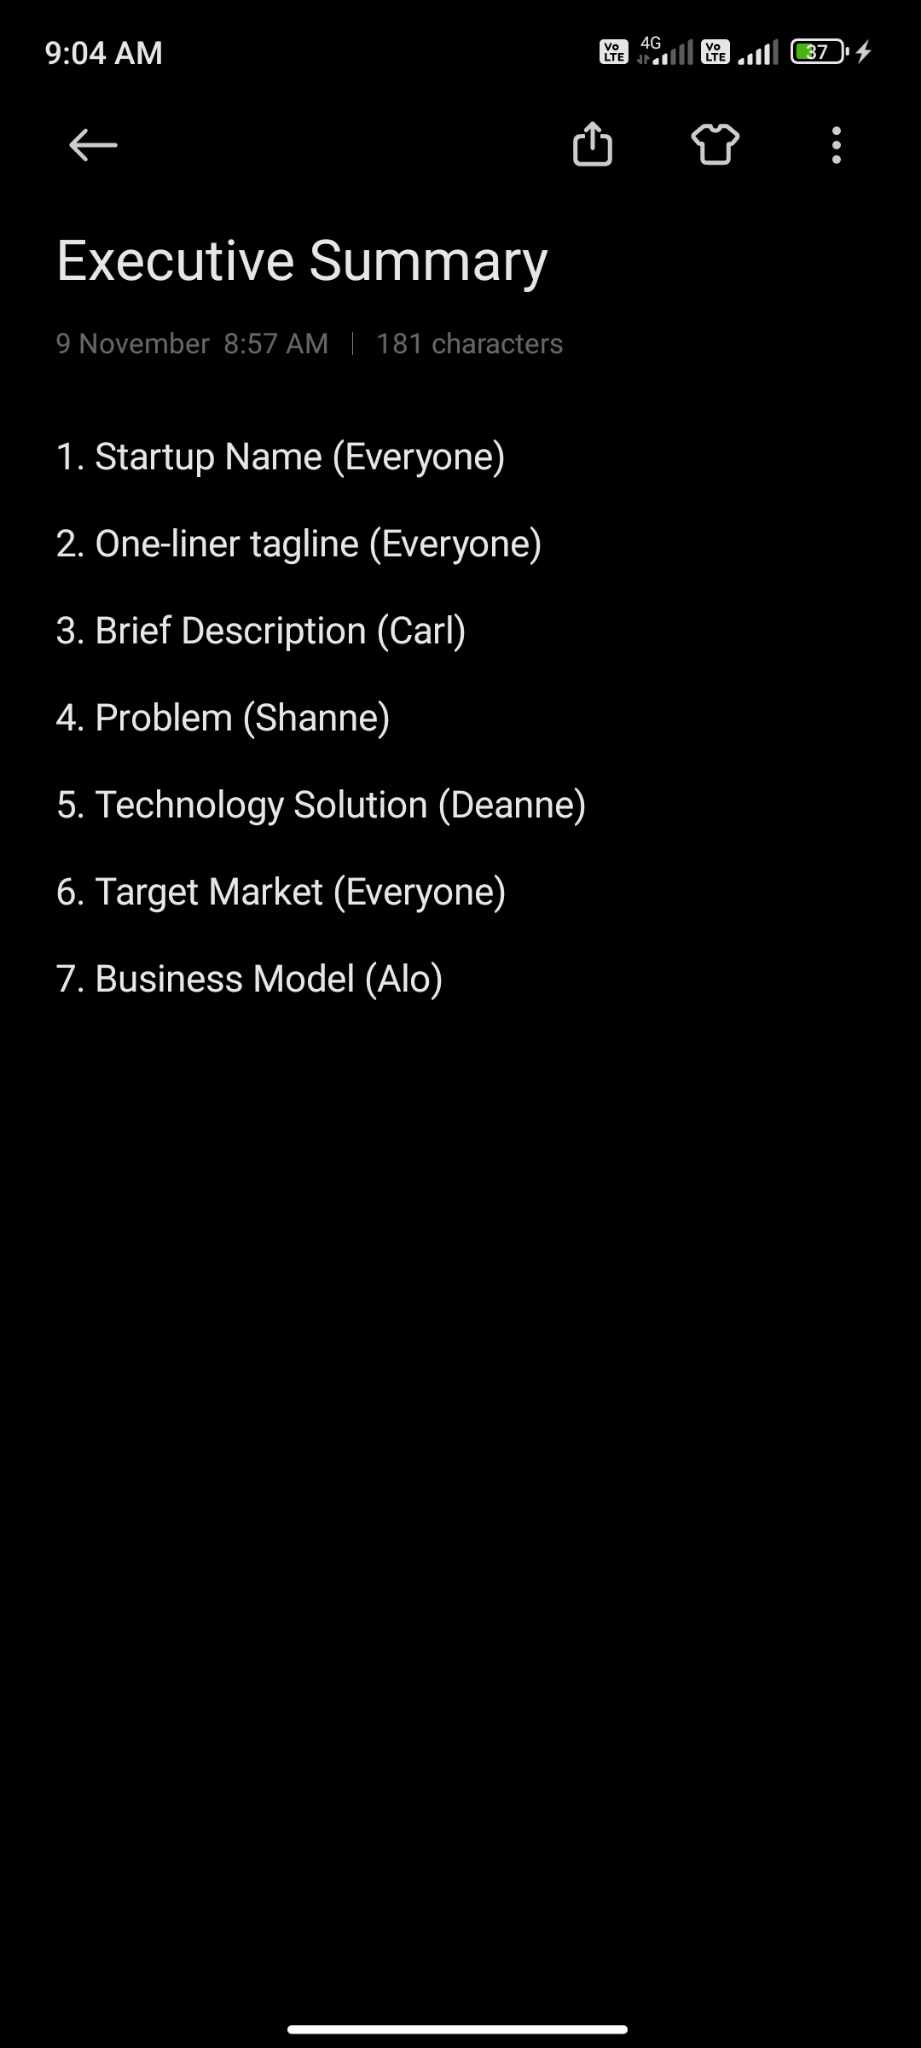 9:04 AM
Vo LTE 4G Vo LTE 37
Executive Summary
9 November 8:57 AM | 181 characters
1. Startup Name (Everyone)
2. One-liner tagline (Everyone)
3. Brief Description (Carl)
4. Problem (Shanne)
5. Technology Solution (Deanne)
6. Target Market (Everyone)
7. Business Model (Alo)